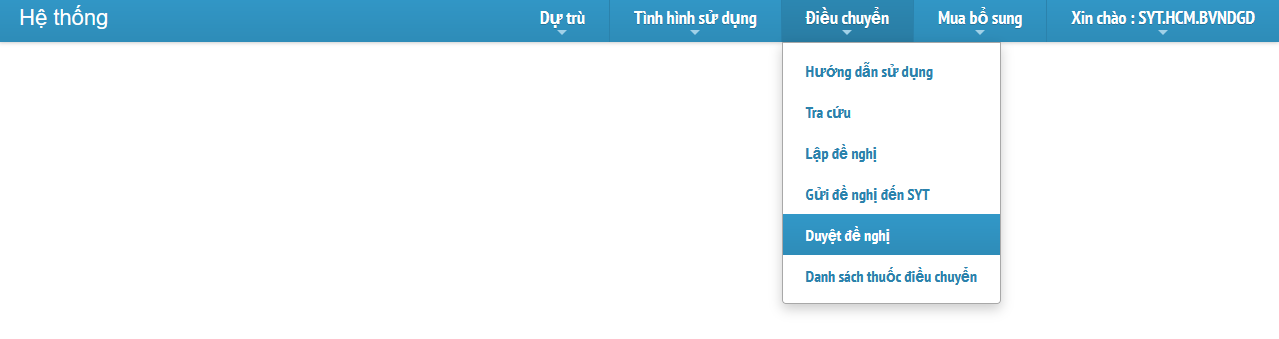 Hệ thống
Dự trù
Tình hình sử dụng
Điều chuyển
Mua bổ sung
Xin chào : SYT.HCM.BVNDGD
Hướng dẫn sử dụng
Tra cứu
Lập đề nghị
Gửi đề nghị đến SYT
Duyệt đề nghị
Danh sách thuốc điều chuyển